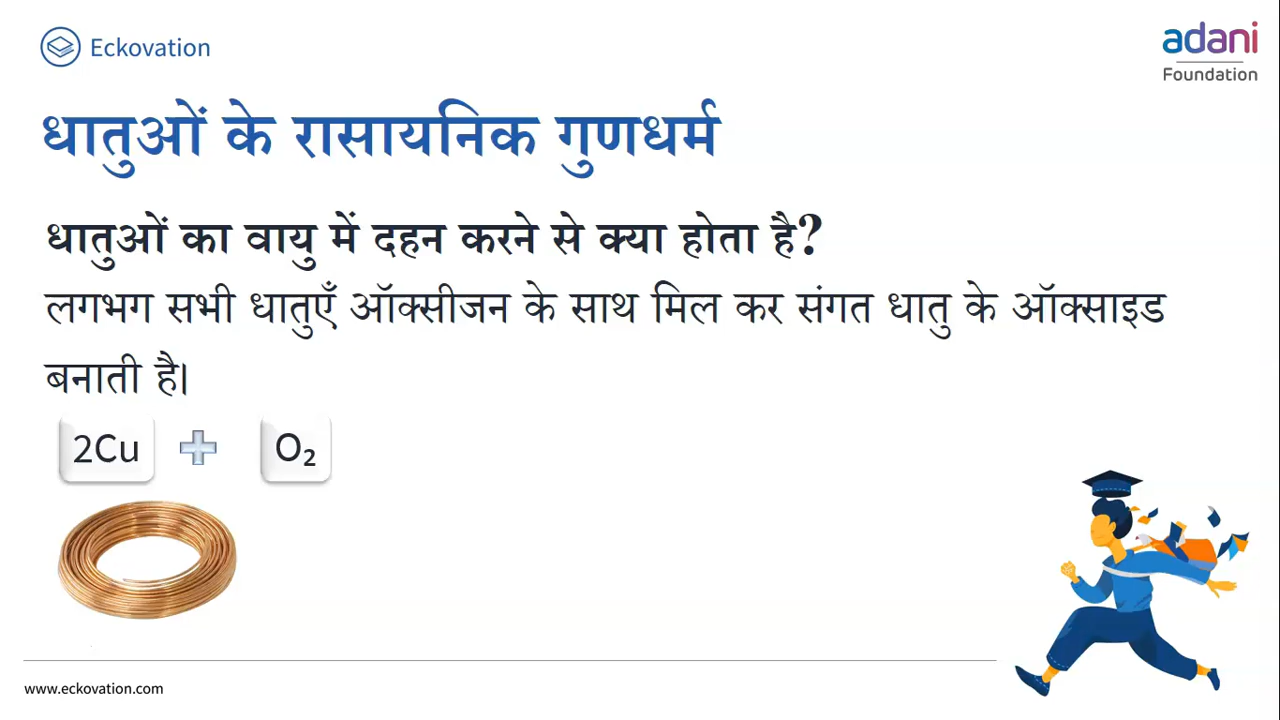 Eckovation
adani
Foundation
धातुओं के रासायनिक गुणधर्म
धातुओं का वायु में दहन करने से क्या होता है?
लगभग सभी धातुएँ ऑक्सीजन के साथ मिल कर संगत धातु के ऑक्साइड
बनाती है।
2Cu + O₂
www.eckovation.com